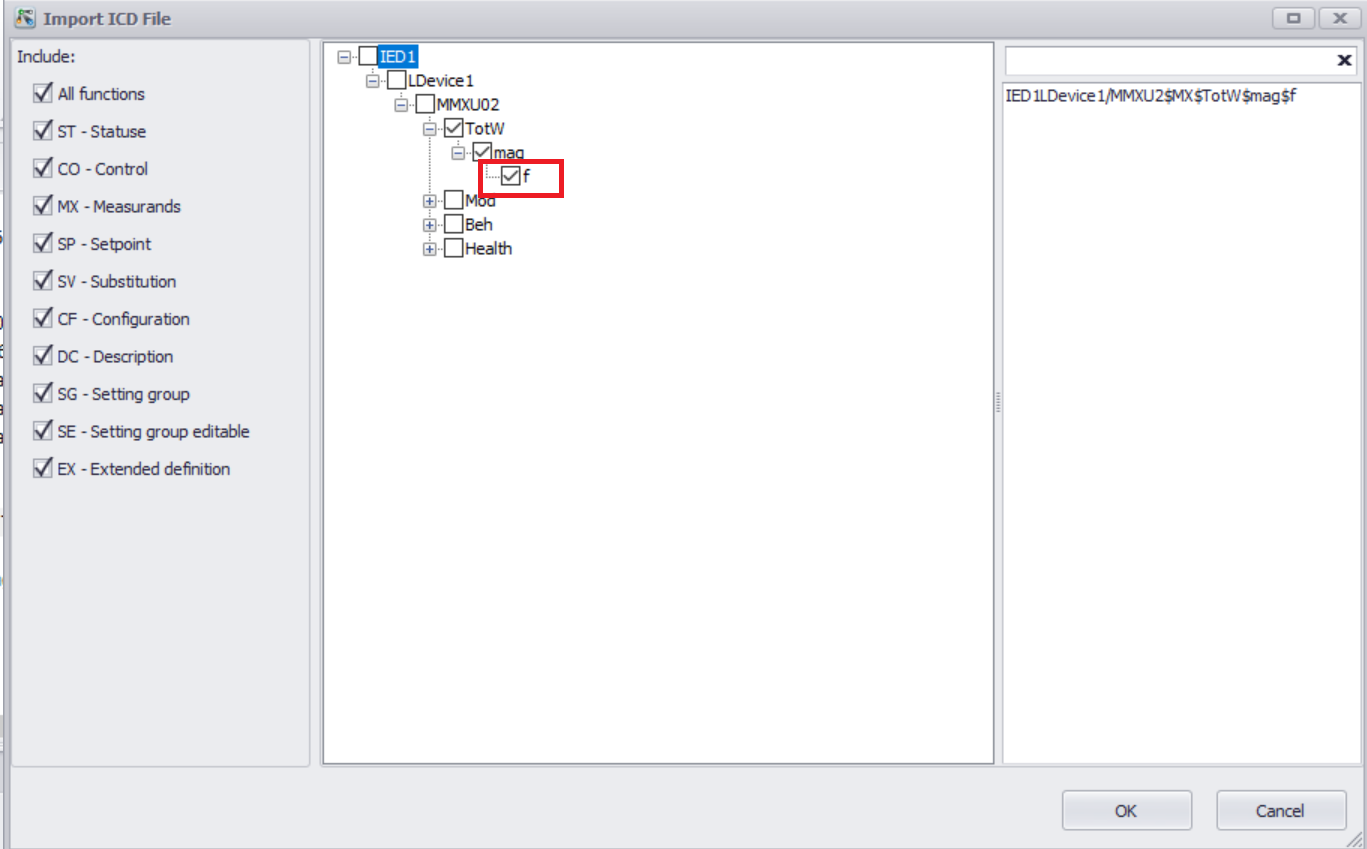 Import ICD File
Include:
All functions
ST - Statuse
CO - Control
MX - Measurands
SP - Setpoint
SV - Substitution
CF - Configuration
DC - Description
SG - Setting group
SE - Setting group editable
EX - Extended definition
IED1
LDevice1
MMXU02
TotW
mag
f
Mod
Beh
Health
IED1LDevice1/MMXU2$MX$TotW$mag$f
OK
Cancel